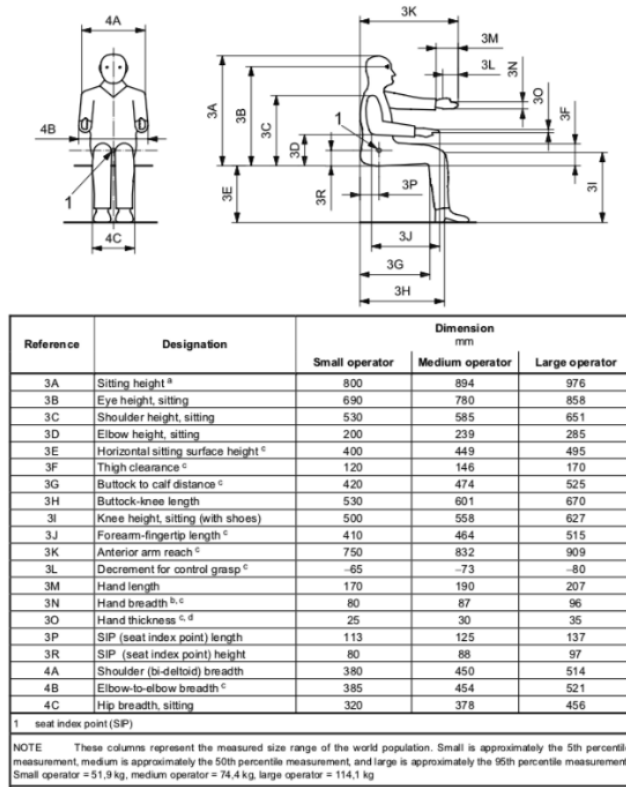 4A
3K
3M
3L
3N
3O
3F
3A
3B
3C
1
3D
4B
3P
3R
3E
3I
1
3J
4C
3G
3H
Reference Designation Dimension mm
Small operator Medium operator Large operator
3A Sitting height a 800 894 976
3B Eye height, sitting 690 780 858
3C Shoulder height, sitting 530 585 651
3D Elbow height, sitting 200 239 285
3E Horizontal sitting surface height c 400 449 495
3F Thigh clearance c 120 146 170
3G Buttock to calf distance c 420 474 525
3H Buttock-knee length 530 601 670
3I Knee height, sitting (with shoes) 500 558 627
3J Forearm-fingertip length c 410 464 515
3K Anterior arm reach c 750 832 909
3L Decrement for control grasp c –65 –73 –80
3M Hand length 170 190 207
3N Hand breadth b, c 80 87 96
3O Hand thickness c, d 25 30 35
3P SIP (seat index point) length 113 125 137
3R SIP (seat index point) height 80 88 97
4A Shoulder (bi-deltoid) breadth 380 450 514
4B Elbow-to-elbow breadth c 385 454 521
4C Hip breadth, sitting 320 378 456
1 seat index point (SIP)
NOTE These columns represent the measured size range of the world population. Small is approximately the 5th percentile
measurement, medium is approximately the 50th percentile measurement, and large is approximately the 95th percentile measurement
Small operator = 51,9 kg, medium operator = 74,4 kg, large operator = 114,1 kg